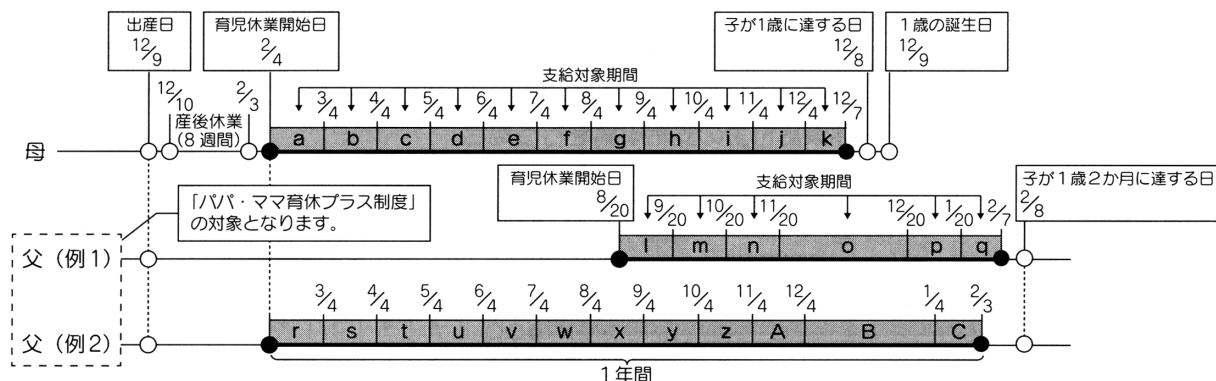 出産日
12/9
育児休業開始日
2/4
子が1歳に達する日
12/8
1歳の誕生日
12/9
支給対象期間
12/10
2/3
3/4 4/4 5/4 6/4 7/4 8/4 9/4 10/4 11/4 12/4 12/7
産後休業
(8週間)
a b c d e f g h i j k
母
「パパ・ママ育休プラス制度」
の対象となります。
育児休業開始日
8/20
支給対象期間
子が1歳2か月に達する日
2/8
9/20 10/20 11/20 12/20 1/20 2/7
l m n o p q
父(例1)
3/4 4/4 5/4 6/4 7/4 8/4 9/4 10/4 11/4 12/4 1/4 2/3
r s t u v w x y z A B C
父(例2)
1年間